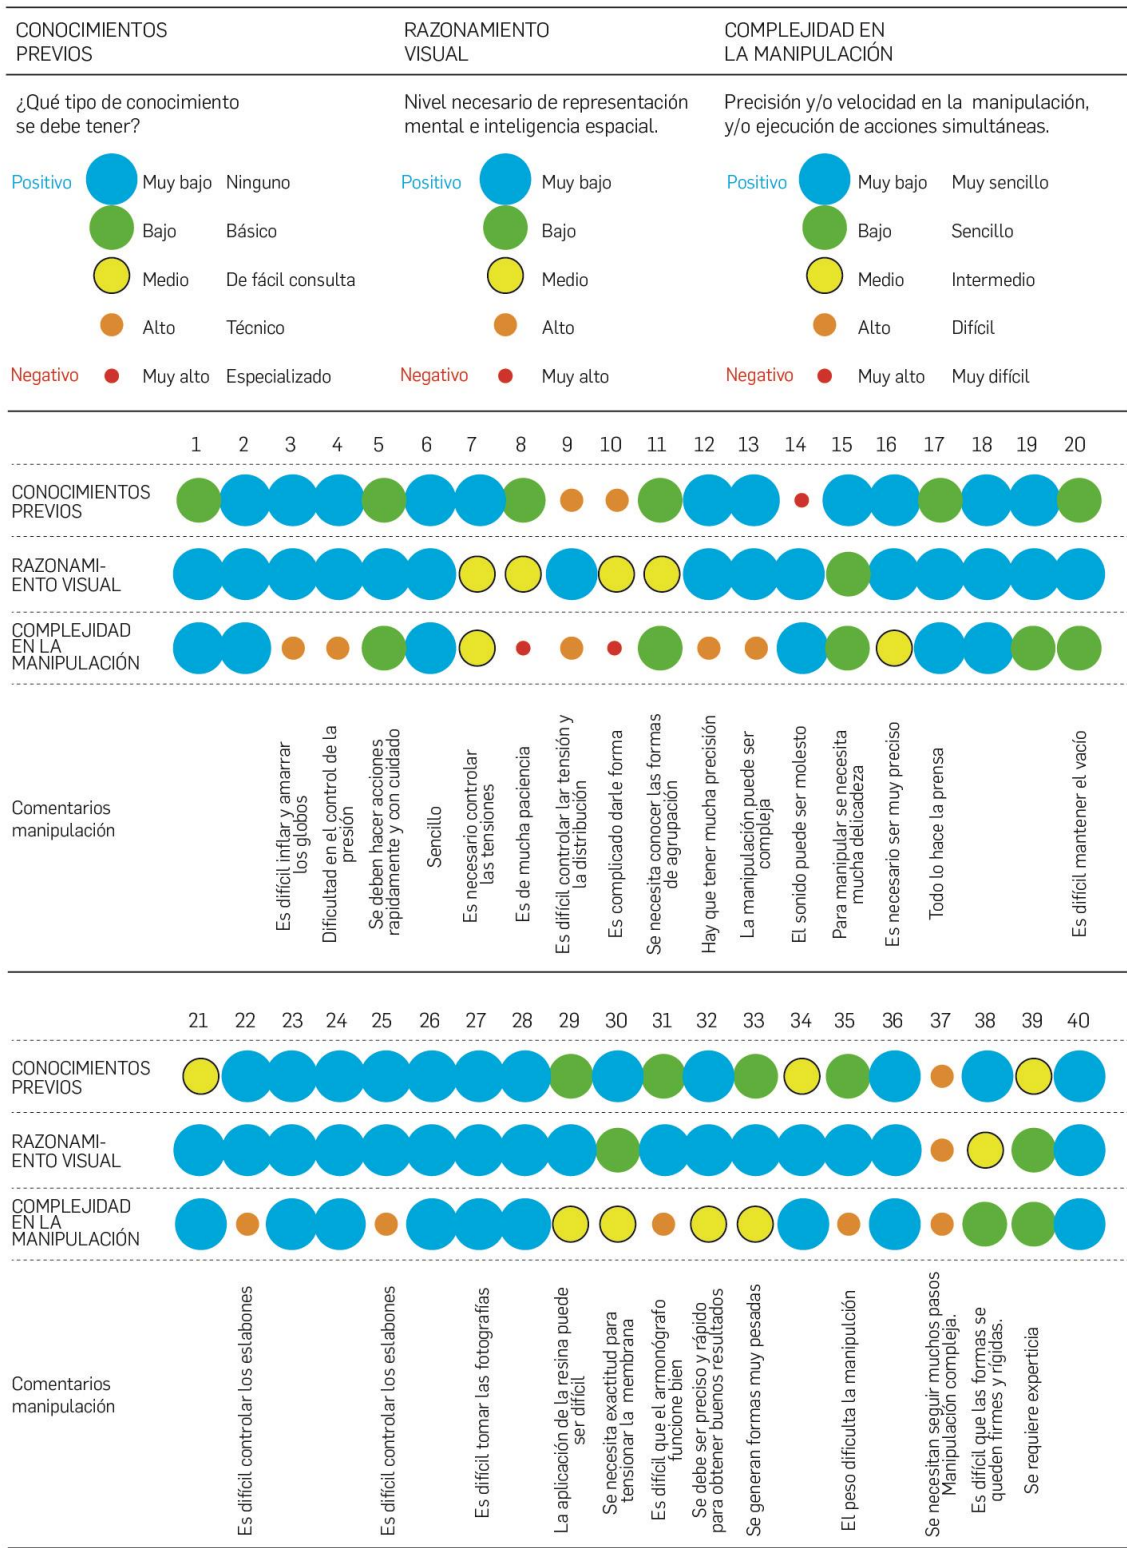 CONOCIMIENTOS
PREVIOS
RAZONAMIENTO
VISUAL
COMPLEJIDAD EN
LA MANIPULACIÓN
¿Qué tipo de conocimiento
se debe tener?
Nivel necesario de representación
mental e inteligencia espacial.
Precisión y/o velocidad en la manipulación,
y/o ejecución de acciones simultáneas.
Positivo Muy bajo Ninguno
Bajo Básico
Medio De fácil consulta
Alto Técnico
Negativo Muy alto Especializado
Positivo Muy bajo
Bajo
Medio
Alto
Negativo Muy alto
Positivo Muy bajo Muy sencillo
Bajo Sencillo
Medio Intermedio
Alto Difícil
Negativo Muy alto Muy difícil
1 2 3 4 5 6 7 8 9 10 11 12 13 14 15 16 17 18 19 20
CONOCIMIENTOS
PREVIOS
RAZONAMI-
ENTO VISUAL
COMPLEJIDAD
EN LA
MANIPULACIÓN
Comentarios
manipulación
Es difícil inflar y amarrar
los globos
Dificultad en el control de la
presión
Se deben hacer acciones
rapidamente y con cuidado
Sencillo
Es necesario controlar
las tensiones
Es de mucha paciencia
Es difícil controlar lar tensión y
la distribución
Es complicado darle forma
Se necesita conocer las formas
de agrupación
Hay que tener mucha precisión
La manipulación puede ser
compleja
El sonido puede ser molesto
Para manipular se necesita
mucha delicadeza
Es necesario ser muy preciso
Todo lo hace la prensa
Es difícil mantener el vacío
21 22 23 24 25 26 27 28 29 30 31 32 33 34 35 36 37 38 39 40
CONOCIMIENTOS
PREVIOS
RAZONAMI-
ENTO VISUAL
COMPLEJIDAD
EN LA
MANIPULACIÓN
Comentarios
manipulación
Es difícil controlar los eslabones
Es difícil controlar los eslabones
Es difícil tomar las fotografías
La aplicación de la resina puede
ser difícil
Se necesita exactitud para
tensionar la membrana
Es difícil que el armonógrafo
funcione bien
Se debe ser preciso y rápido
para obtener buenos resultados
Se generan formas muy pesadas
El peso dificulta la manipulción
Se necesitan seguir muchos pasos
Manipulación compleja.
Es difícil que las formas se
queden firmes y rígidas.
Se requiere experticia